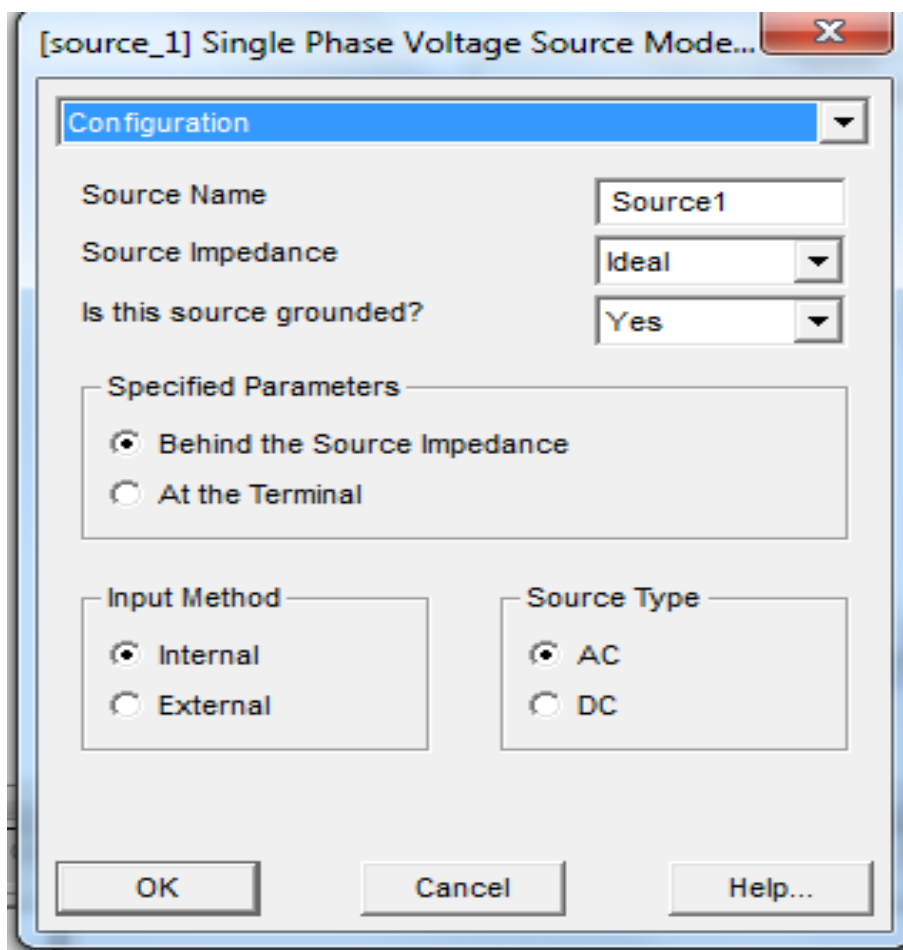 [source_1] Single Phase Voltage Source Mode...
Configuration
Source Name
Source1
Source Impedance
Ideal
Is this source grounded?
Yes
Specified Parameters
Behind the Source Impedance
At the Terminal
Input Method
Source Type
Internal
AC
External
DC
OK
Cancel
Help...